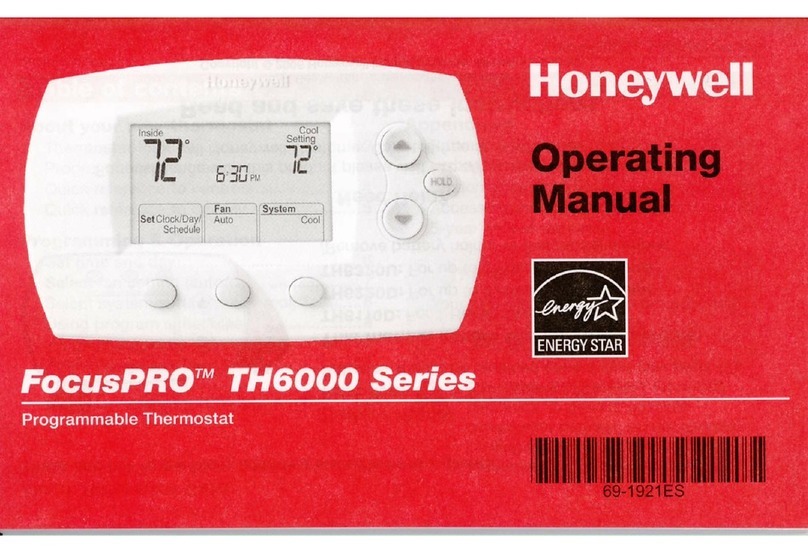 Honeywell
Honeywell
Operating
Manual
Inside
72°
6:30 PM
Cool
Setting
72°
HOLD
Set Clock/Day/
Schedule
Fan
Auto
System
Cool
energy
ENERGY STAR
FocusPRO™ TH6000 Series
Programmable Thermostat
69-1921ES